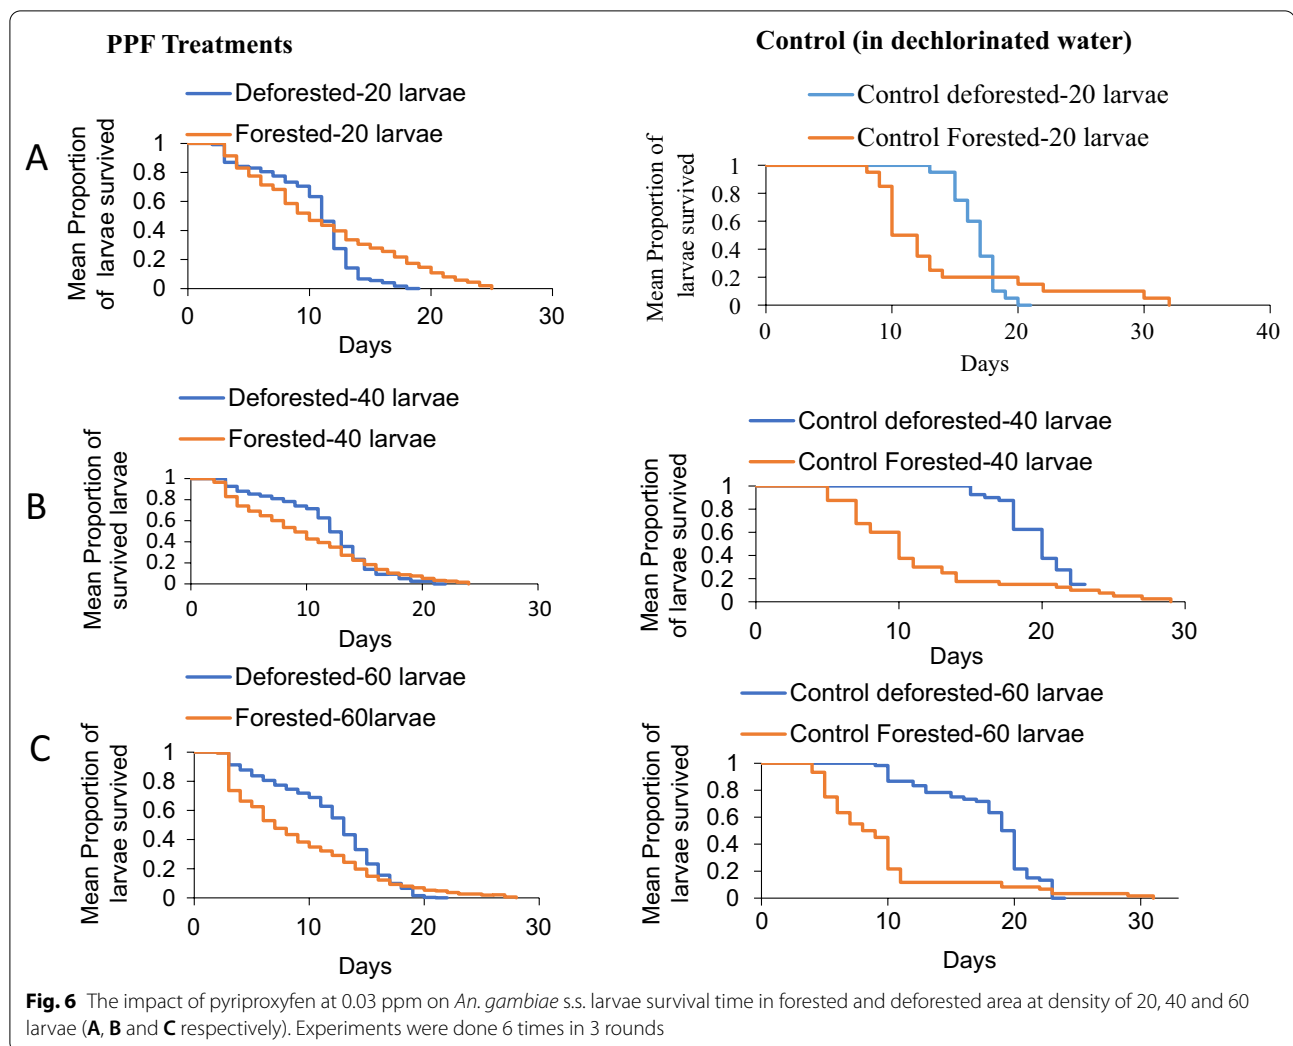 PPF Treatments
Control (in dechlorinated water)
A
Deforested-20 larvae
Forested-20 larvae
Mean Proportion
of larvae survived
1
0.8
0.6
0.4
0.2
0
0 10 20 30
Days
Control deforested-20 larvae
Control Forested-20 larvae
Mean Proportion of
larvae survived
1
0.8
0.6
0.4
0.2
0
0 10 20 30 40
Days
B
Deforested-40 larvae
Forested-40 larvae
Mean Proportion of
survived larvae
1
0.8
0.6
0.4
0.2
0
0 10 20 30
Days
Control deforested-40 larvae
Control Forested-40 larvae
Mean Proportion
of larvae survived
1
0.8
0.6
0.4
0.2
0
0 10 20 30
Days
C
Deforested-60 larvae
Forested-60larvae
Mean Proportion of
larvae survived
1
0.8
0.6
0.4
0.2
0
0 10 20 30
Days
Control deforested-60 larvae
Control Forested-60 larvae
Mean Proportion of
larvae survived
1
0.8
0.6
0.4
0.2
0
0 10 20 30
Days
Fig. 6 The impact of pyriproxyfen at 0.03 ppm on An. gambiae s.s. larvae survival time in forested and deforested area at density of 20, 40 and 60
larvae (A, B and C respectively). Experiments were done 6 times in 3 rounds